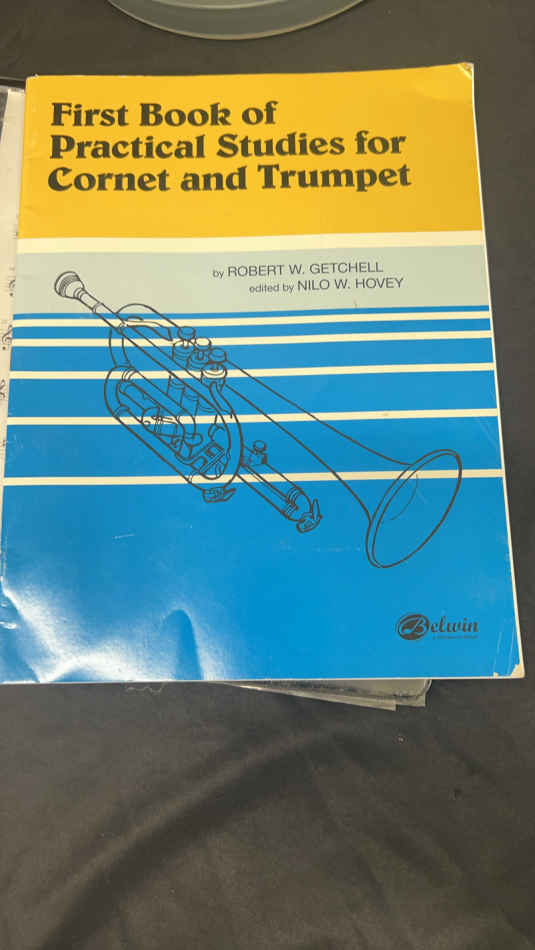 First Book of
Practical Studies for
Cornet and Trumpet
by ROBERT W. GETCHELL
edited by NILO W. HOVEY
Belwin